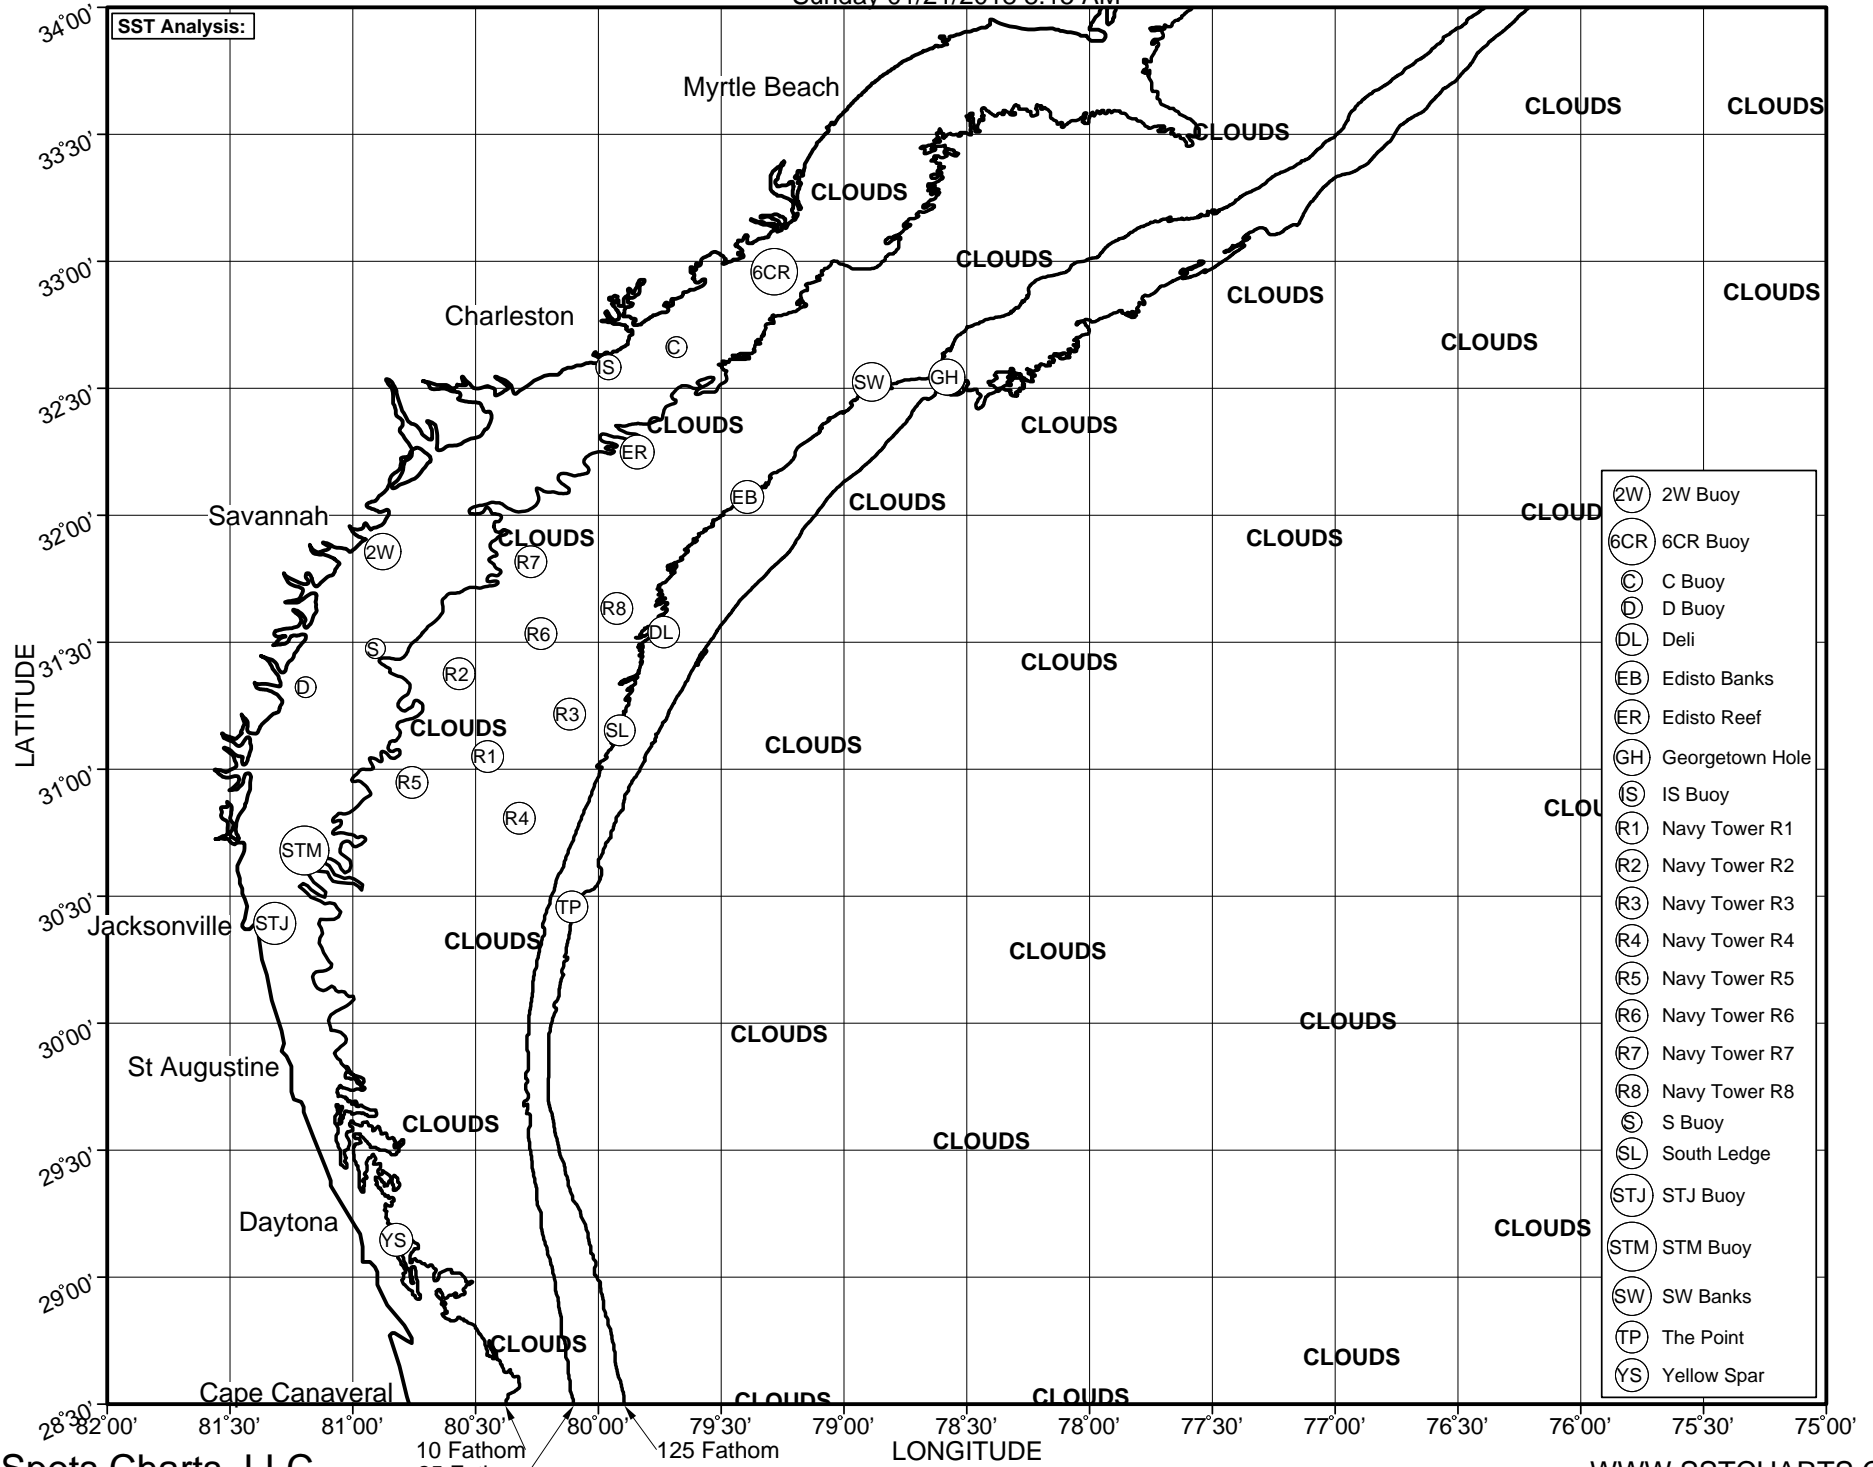 SST Analysis:
34°00'
33°30'
33°00'
32°30'
32°00'
31°30'
31°00'
30°30'
30°00'
29°30'
29°00'
28°30'
LATITUDE
Myrtle Beach
Charleston
Savannah
Jacksonville
St Augustine
Daytona
Cape Canaveral
CLOUDS
CLOUDS
CLOUDS
CLOUDS
CLOUDS
CLOUDS
CLOUDS
CLOUDS
CLOUDS
CLOUDS
CLOUDS
CLOUDS
CLOUD
CLOUDS
CLOUDS
CLOUDS
CLOUDS
CLOUDS
CLOU
CLOUDS
CLOUDS
CLOUDS
CLOUDS
CLOUDS
CLOUDS
CLOUDS
CLOUDS
CLOUDS
CLOUDS
CLOUDS
6CR
C
IS
SW
GH
ER
EB
2W
R7
R8
DL
R6
S
R2
D
R3
SL
R1
R5
R4
STM
TP
STJ
YS
2W 2W Buoy
6CR 6CR Buoy
C C Buoy
D D Buoy
DL Deli
EB Edisto Banks
ER Edisto Reef
GH Georgetown Hole
IS IS Buoy
R1 Navy Tower R1
R2 Navy Tower R2
R3 Navy Tower R3
R4 Navy Tower R4
R5 Navy Tower R5
R6 Navy Tower R6
R7 Navy Tower R7
R8 Navy Tower R8
S S Buoy
SL South Ledge
STJ STJ Buoy
STM STM Buoy
SW SW Banks
TP The Point
YS Yellow Spar
82°00' 81°30' 81°00' 80°30' 80°00' 79°30' 79°00' 78°30' 78°00' 77°30' 77°00' 76°30' 76°00' 75°30' 75°00'
10 Fathom 125 Fathom LONGITUDE